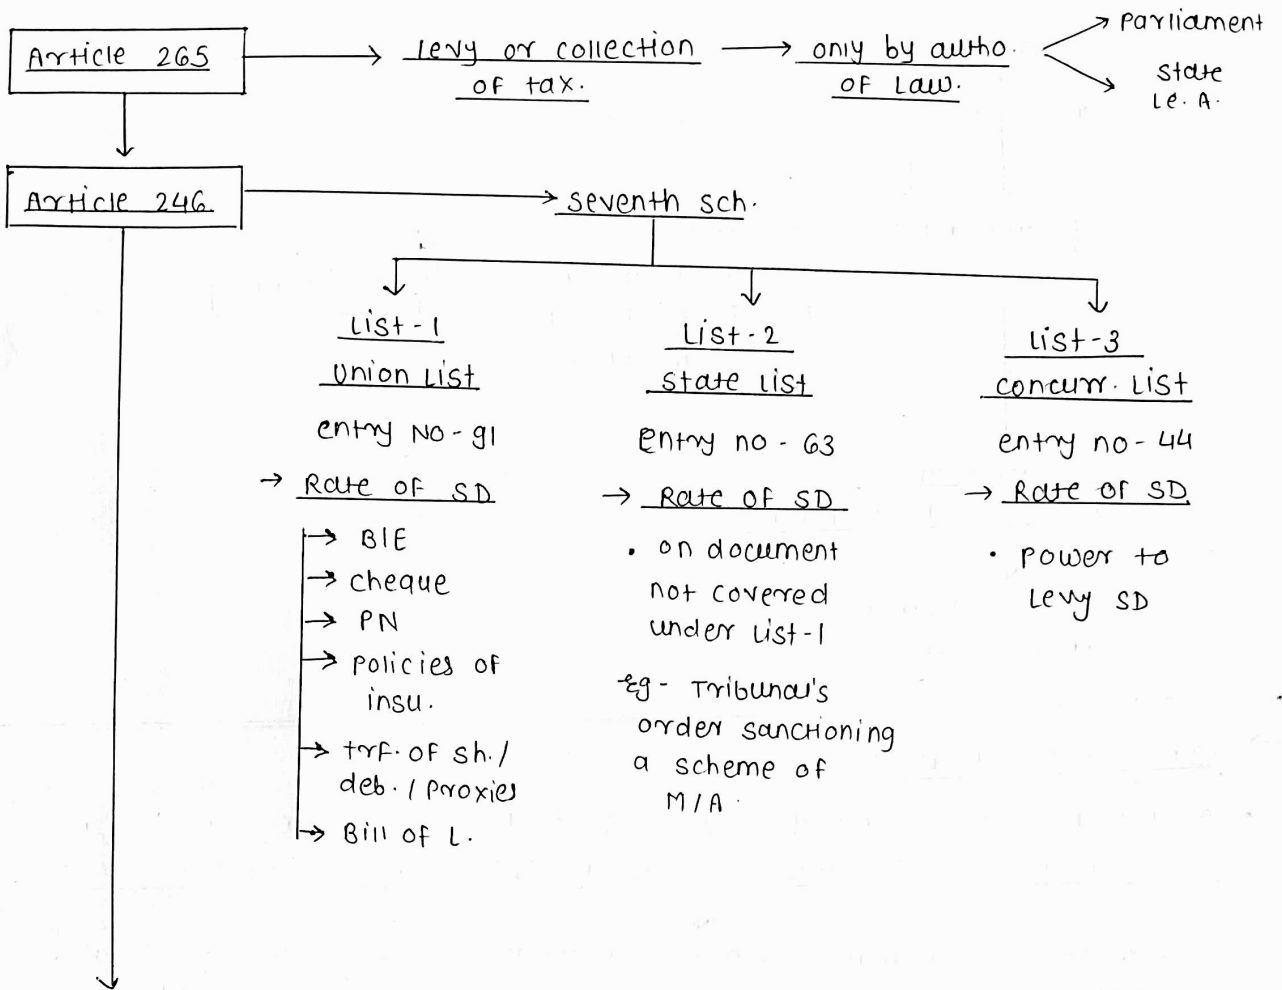 Article 265
levy or collection
of tax.
only by autho.
of Law.
Parliament
State
Le. A.
Article 246
seventh sch.
List-1
Union List
entry No-91
→ Rate of SD
→ B/E
→ cheque
→ PN
→ policies of
insu.
→ trf. of sh./
deb./proxies
→ Bill of L.
List-2
state list
Entry no-63
→ Rate of SD
• on document
not covered
under List-1
eg- Tribunal's
order sanctioning
a scheme of
M/A.
List-3
concurr. List
entry no-44
→ Rate of SD
• power to
Levy SD